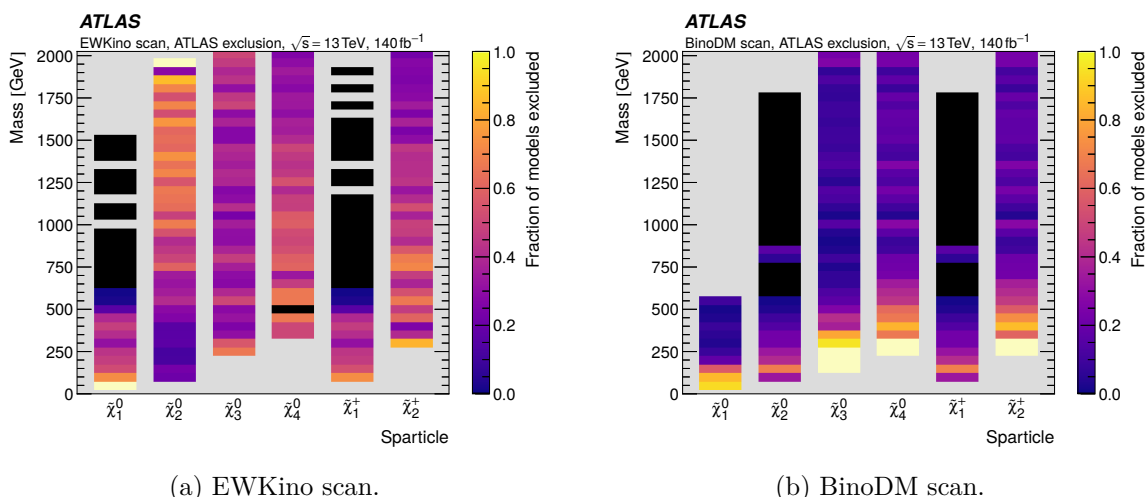 ATLAS
EWKino scan, ATLAS exclusion, √s = 13 TeV, 140 fb⁻¹
Mass [GeV]
2000
1750
1500
1250
1000
750
500
250
0
χ̃₁⁰ χ̃₂⁰ χ̃₃⁰ χ̃₄⁰ χ̃₁⁺ χ̃₂⁺
Sparticle
1.0
0.8
0.6
0.4
0.2
0.0
Fraction of models excluded
(a) EWKino scan.
ATLAS
BinoDM scan, ATLAS exclusion, √s = 13 TeV, 140 fb⁻¹
Mass [GeV]
2000
1750
1500
1250
1000
750
500
250
0
χ̃₁⁰ χ̃₂⁰ χ̃₃⁰ χ̃₄⁰ χ̃₁⁺ χ̃₂⁺
Sparticle
1.0
0.8
0.6
0.4
0.2
0.0
Fraction of models excluded
(b) BinoDM scan.